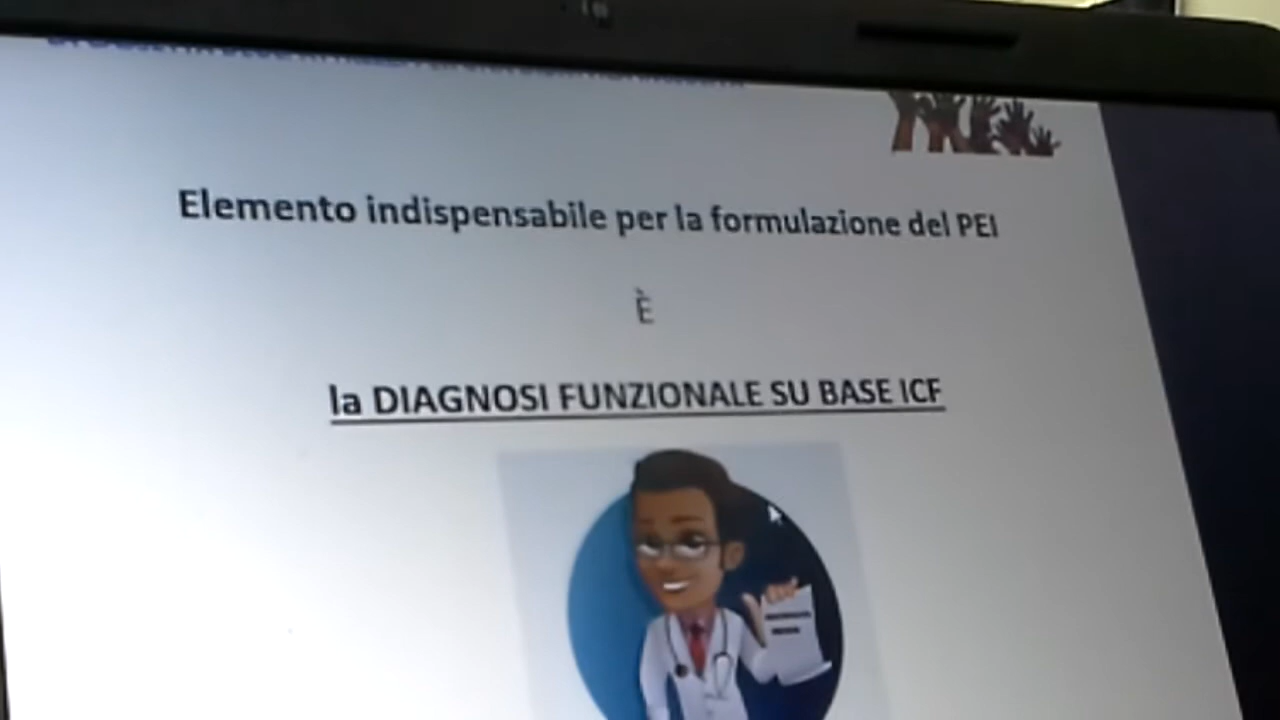 Elemento indispensabile per la formulazione del PEI
È
la DIAGNOSI FUNZIONALE SU BASE ICF